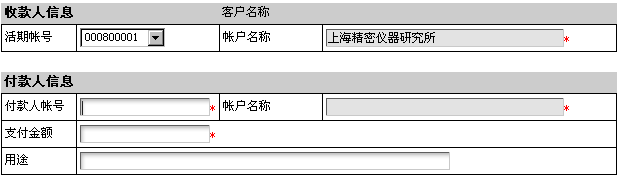 收款人信息 客户名称
活期帐号 000800001 帐户名称 上海精密仪器研究所 *
付款人信息
付款人帐号 * 帐户名称 *
支付金额 *
用途